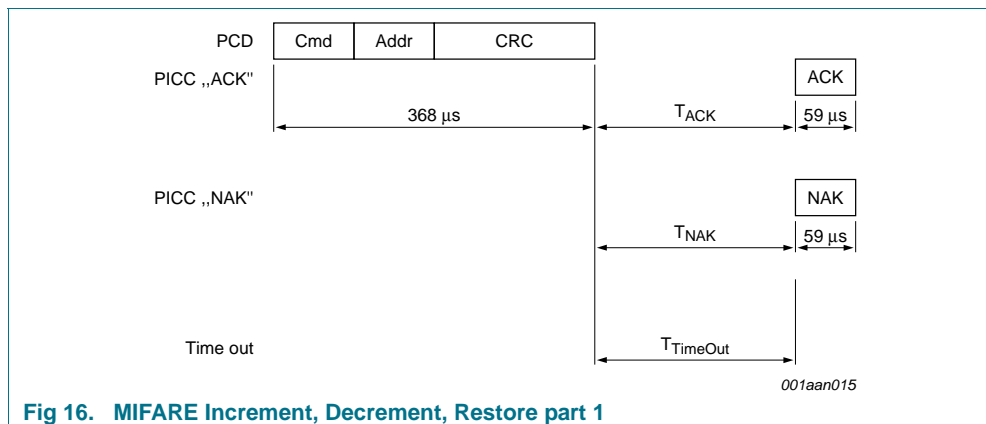 PCD Cmd Addr CRC
PICC ,,ACK" ACK
368 µs TACK 59 µs
PICC ,,NAK" NAK
TNAK 59 µs
Time out TTimeOut
001aan015
Fig 16. MIFARE Increment, Decrement, Restore part 1